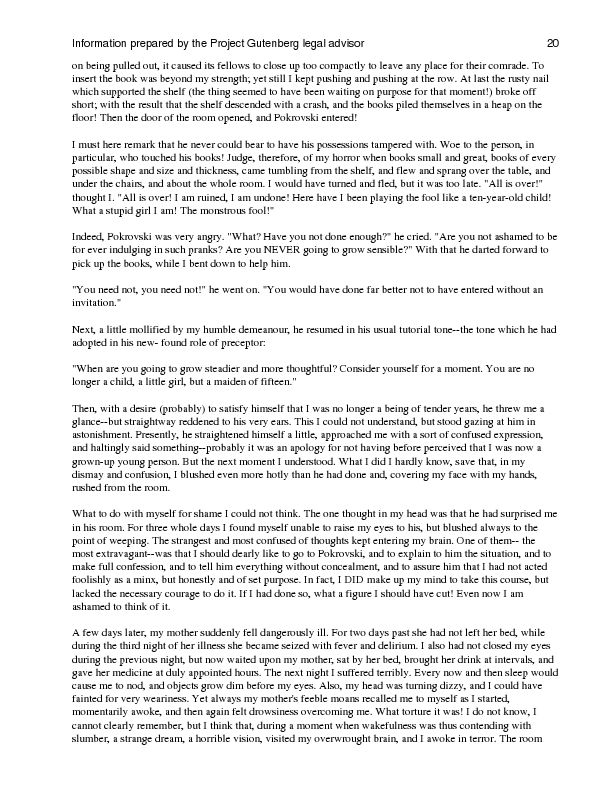 Information prepared by the Project Gutenberg legal advisor 20
on being pulled out, it caused its fellows to close up too compactly to leave any place for their comrade. To
insert the book was beyond my strength; yet still I kept pushing and pushing at the row. At last the rusty nail
which supported the shelf (the thing seemed to have been waiting on purpose for that moment!) broke off
short; with the result that the shelf descended with a crash, and the books piled themselves in a heap on the
floor! Then the door of the room opened, and Pokrovski entered!
I must here remark that he never could bear to have his possessions tampered with. Woe to the person, in
particular, who touched his books! Judge, therefore, of my horror when books small and great, books of every
possible shape and size and thickness, came tumbling from the shelf, and flew and sprang over the table, and
under the chairs, and about the whole room. I would have turned and fled, but it was too late. "All is over!"
thought I. "All is over! I am ruined, I am undone! Here have I been playing the fool like a ten-year-old child!
What a stupid girl I am! The monstrous fool!"
Indeed, Pokrovski was very angry. "What? Have you not done enough?" he cried. "Are you not ashamed to be
for ever indulging in such pranks? Are you NEVER going to grow sensible?" With that he darted forward to
pick up the books, while I bent down to help him.
"You need not, you need not!" he went on. "You would have done far better not to have entered without an
invitation."
Next, a little mollified by my humble demeanour, he resumed in his usual tutorial tone--the tone which he had
adopted in his new- found role of preceptor:
"When are you going to grow steadier and more thoughtful? Consider yourself for a moment. You are no
longer a child, a little girl, but a maiden of fifteen."
Then, with a desire (probably) to satisfy himself that I was no longer a being of tender years, he threw me a
glance--but straightway reddened to his very ears. This I could not understand, but stood gazing at him in
astonishment. Presently, he straightened himself a little, approached me with a sort of confused expression,
and haltingly said something--probably it was an apology for not having before perceived that I was now a
grown-up young person. But the next moment I understood. What I did I hardly know, save that, in my
dismay and confusion, I blushed even more hotly than he had done and, covering my face with my hands,
rushed from the room.
What to do with myself for shame I could not think. The one thought in my head was that he had surprised me
in his room. For three whole days I found myself unable to raise my eyes to his, but blushed always to the
point of weeping. The strangest and most confused of thoughts kept entering my brain. One of them-- the
most extravagant--was that I should dearly like to go to Pokrovski, and to explain to him the situation, and to
make full confession, and to tell him everything without concealment, and to assure him that I had not acted
foolishly as a minx, but honestly and of set purpose. In fact, I DID make up my mind to take this course, but
lacked the necessary courage to do it. If I had done so, what a figure I should have cut! Even now I am
ashamed to think of it.
A few days later, my mother suddenly fell dangerously ill. For two days past she had not left her bed, while
during the third night of her illness she became seized with fever and delirium. I also had not closed my eyes
during the previous night, but now waited upon my mother, sat by her bed, brought her drink at intervals, and
gave her medicine at duly appointed hours. The next night I suffered terribly. Every now and then sleep would
cause me to nod, and objects grow dim before my eyes. Also, my head was turning dizzy, and I could have
fainted for very weariness. Yet always my mother's feeble moans recalled me to myself as I started,
momentarily awoke, and then again felt drowsiness overcoming me. What torture it was! I do not know, I
cannot clearly remember, but I think that, during a moment when wakefulness was thus contending with
slumber, a strange dream, a horrible vision, visited my overwrought brain, and I awoke in terror. The room